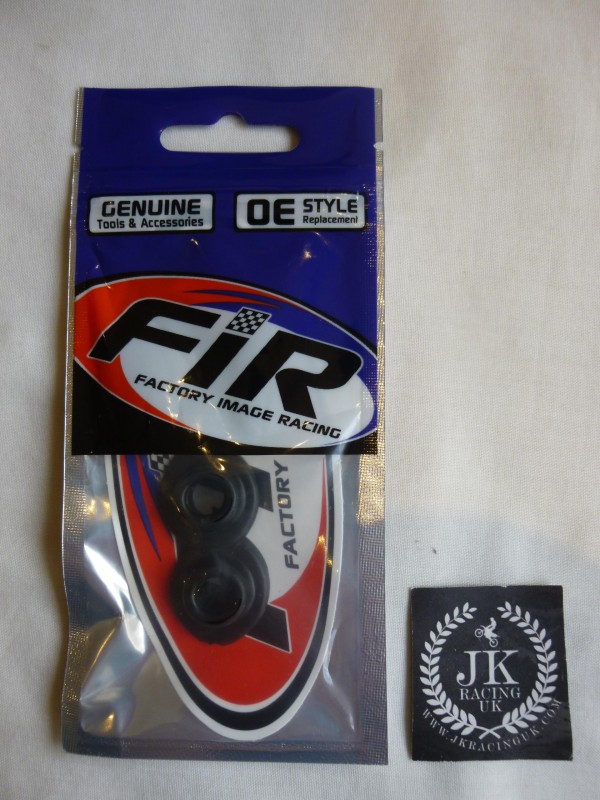 GENUINE
Tools & Accessories
OE STYLE
Replacement
FiR
FACTORY IMAGE RACING
FACTORY
JK
RACING
UK
WWW.JKRACINGUK.COM